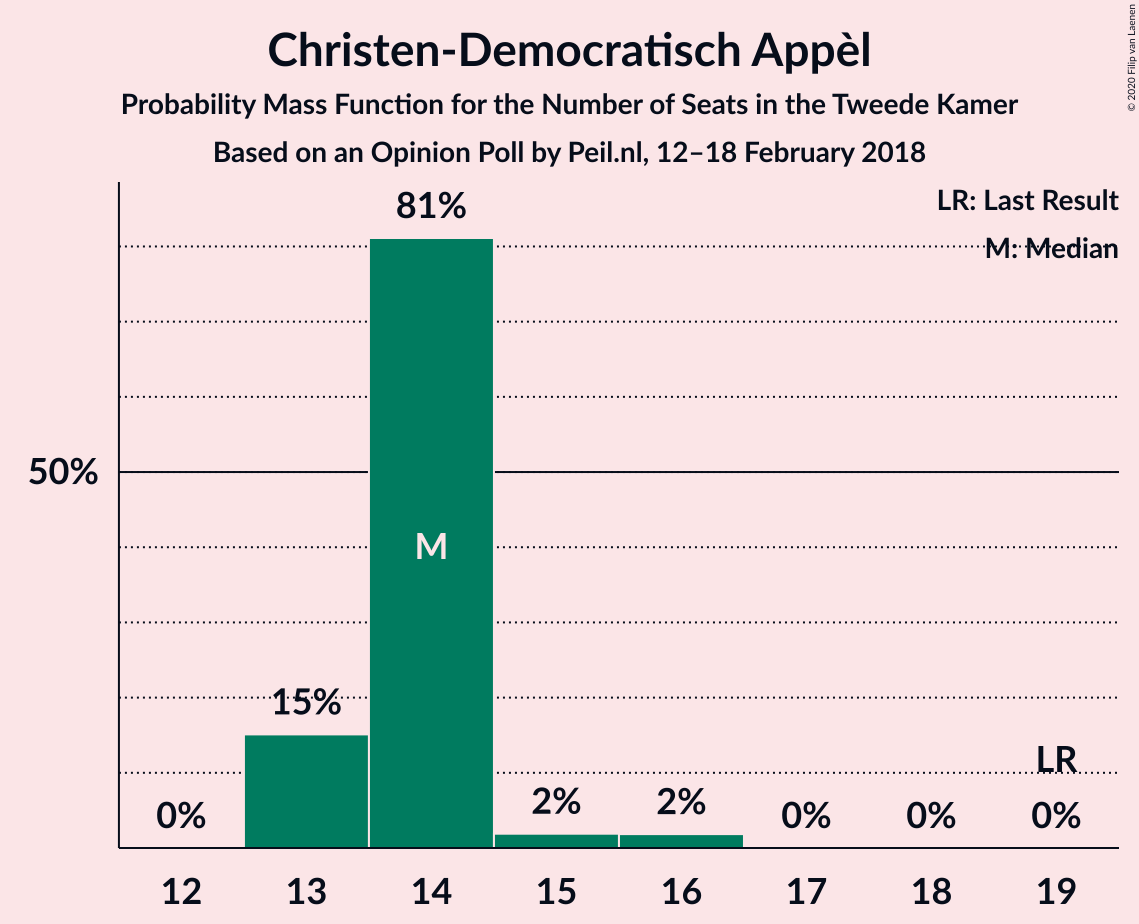 Christen-Democratisch Appèl
Probability Mass Function for the Number of Seats in the Tweede Kamer
Based on an Opinion Poll by Peil.nl, 12–18 February 2018
© 2020 Filip van Laenen
LR: Last Result
M: Median
81%
50%
M
15%
LR
0%
2%
2%
0%
0%
0%
12
13
14
15
16
17
18
19